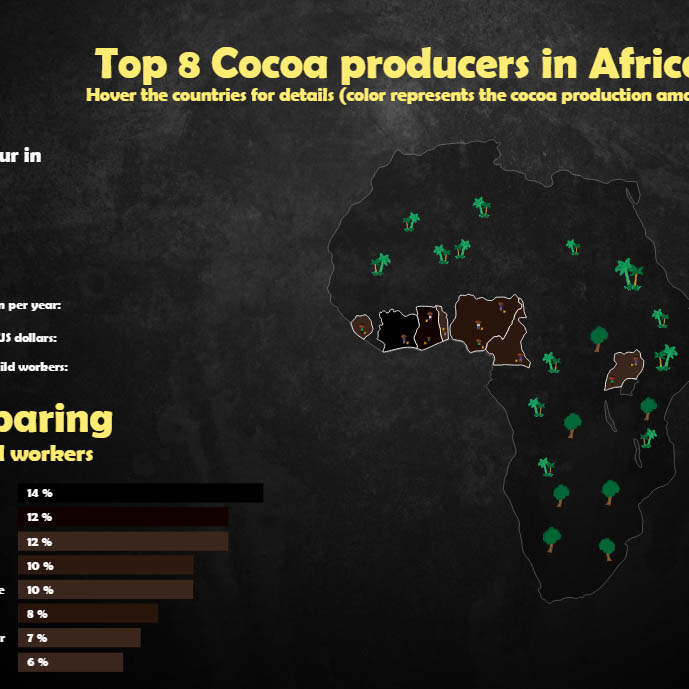 Top 8 Cocoa producers in Afric
Hover the countries for details (color represents the cocoa production amo
ur in
n per year:
US dollars:
ild workers:
paring
l workers
14 %
12 %
12 %
10 %
e 10 %
8 %
r 7 %
6 %